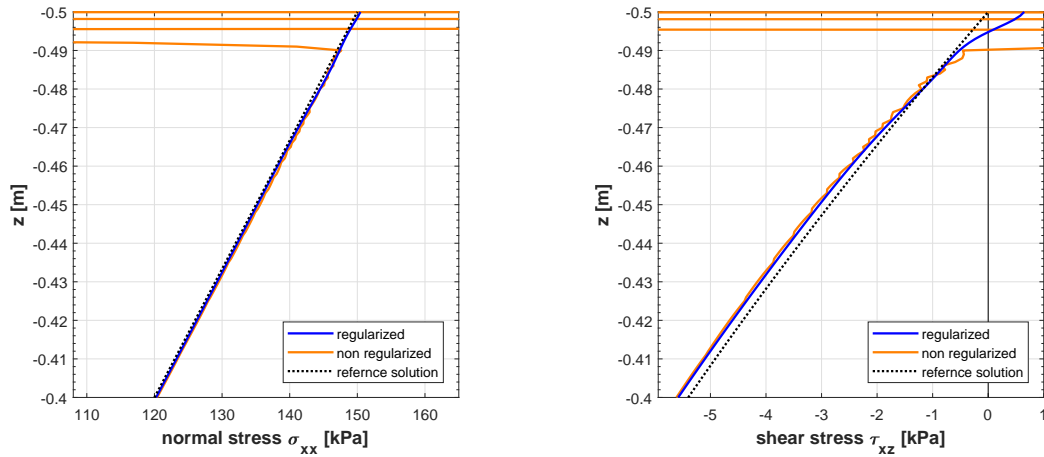 -0.5
-0.49
-0.48
-0.47
-0.46
-0.45
-0.44
-0.43
-0.42
-0.41
-0.4
z [m]
110 120 130 140 150 160
normal stress σxx [kPa]
regularized
non regularized
refernce solution
-0.5
-0.49
-0.48
-0.47
-0.46
-0.45
-0.44
-0.43
-0.42
-0.41
-0.4
z [m]
-5 -4 -3 -2 -1 0 1
shear stress τxz [kPa]
regularized
non regularized
refernce solution